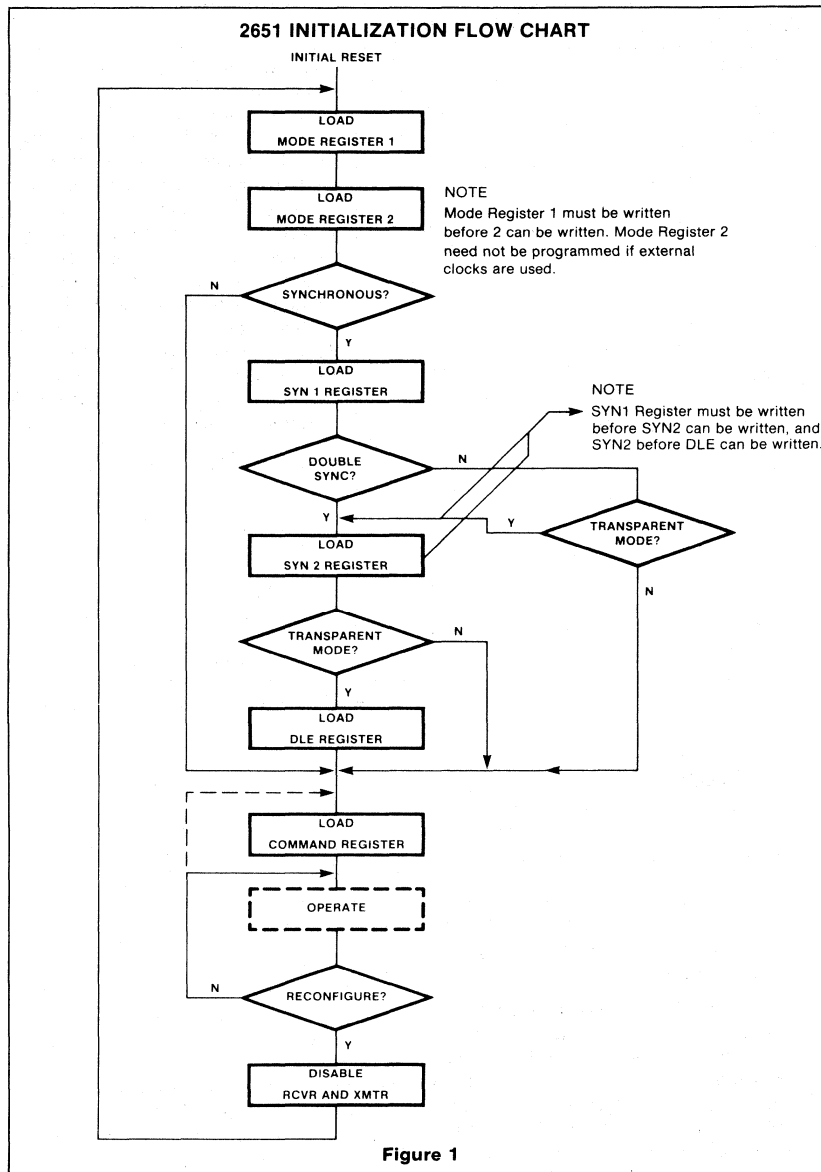 2651 INITIALIZATION FLOW CHART
INITIAL RESET
LOAD
MODE REGISTER 1
LOAD
MODE REGISTER 2
NOTE
Mode Register 1 must be written
before 2 can be written. Mode Register 2
need not be programmed if external
clocks are used.
N
SYNCHRONOUS?
Y
LOAD
SYN 1 REGISTER
NOTE
SYN1 Register must be written
before SYN2 can be written, and
SYN2 before DLE can be written.
DOUBLE
SYNC?
N
Y
Y
TRANSPARENT
MODE?
LOAD
SYN 2 REGISTER
N
TRANSPARENT
MODE?
N
Y
LOAD
DLE REGISTER
LOAD
COMMAND REGISTER
OPERATE
N
RECONFIGURE?
Y
DISABLE
RCVR AND XMTR
Figure 1